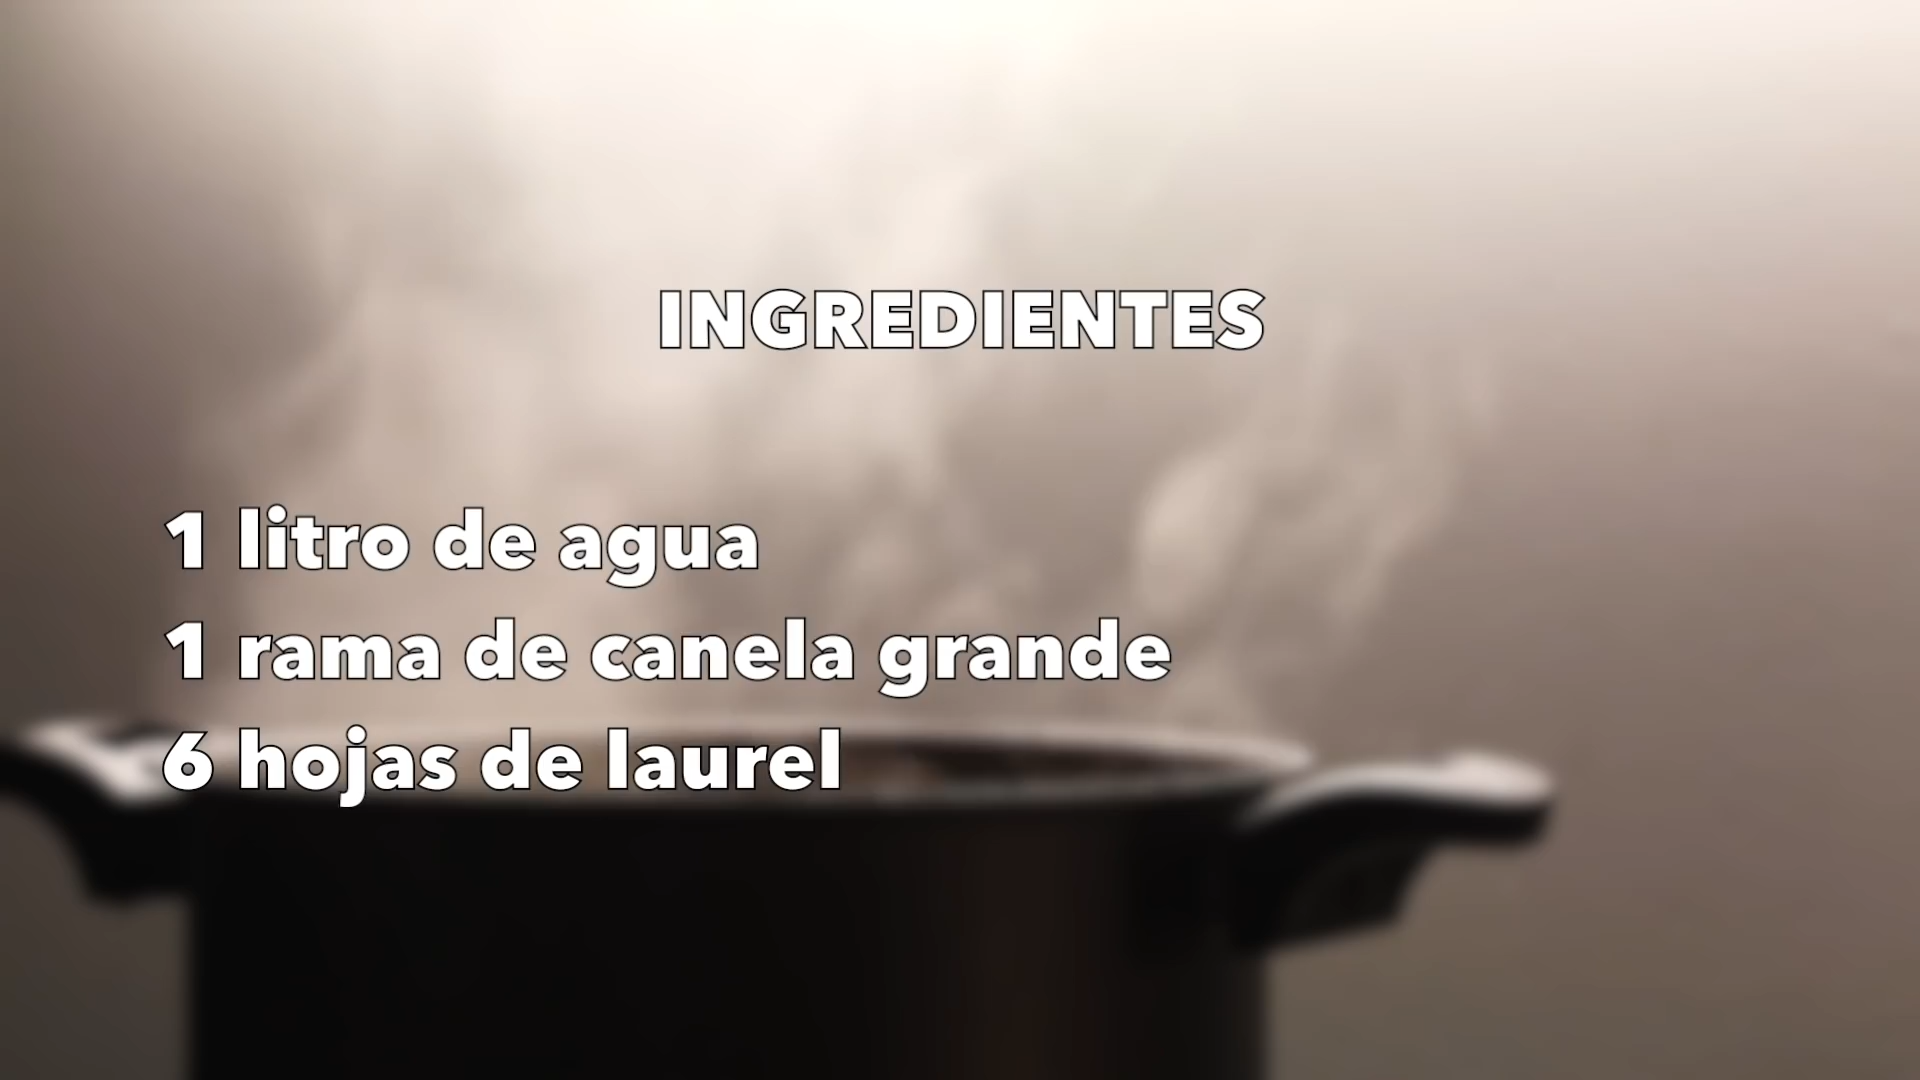 INGREDIENTES
1 litro de agua
1 rama de canela grande
6 hojas de laurel